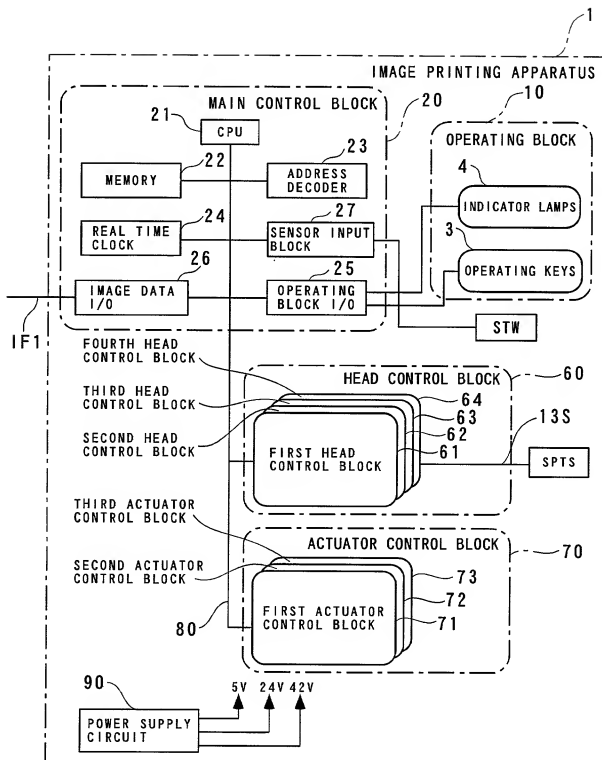 1
IMAGE PRINTING APPARATUS
MAIN CONTROL BLOCK
20
10
OPERATING BLOCK
21
CPU
22
MEMORY
23
ADDRESS
DECODER
4
INDICATOR LAMPS
24
REAL TIME
CLOCK
27
SENSOR INPUT
BLOCK
3
OPERATING KEYS
26
IMAGE DATA
I/O
25
OPERATING
BLOCK I/O
IF1
STW
FOURTH HEAD
CONTROL BLOCK
THIRD HEAD
CONTROL BLOCK
SECOND HEAD
CONTROL BLOCK
HEAD CONTROL BLOCK
60
64
63
62
61
FIRST HEAD
CONTROL BLOCK
13S
SPTS
THIRD ACTUATOR
CONTROL BLOCK
SECOND ACTUATOR
CONTROL BLOCK
ACTUATOR CONTROL BLOCK
70
73
72
71
FIRST ACTUATOR
CONTROL BLOCK
80
90
POWER SUPPLY
CIRCUIT
5V 24V 42V